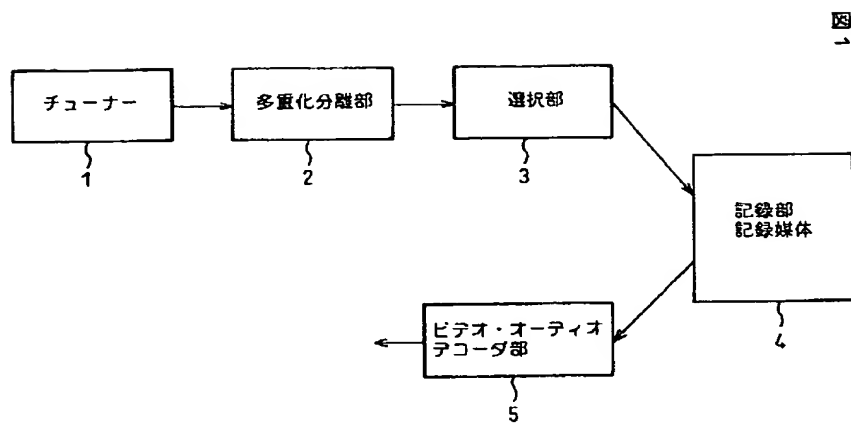 図1
チューナー
1
多重化分離部
2
選択部
3
記録部
記録媒体
4
ビデオ・オーディオ
デコーダ部
5